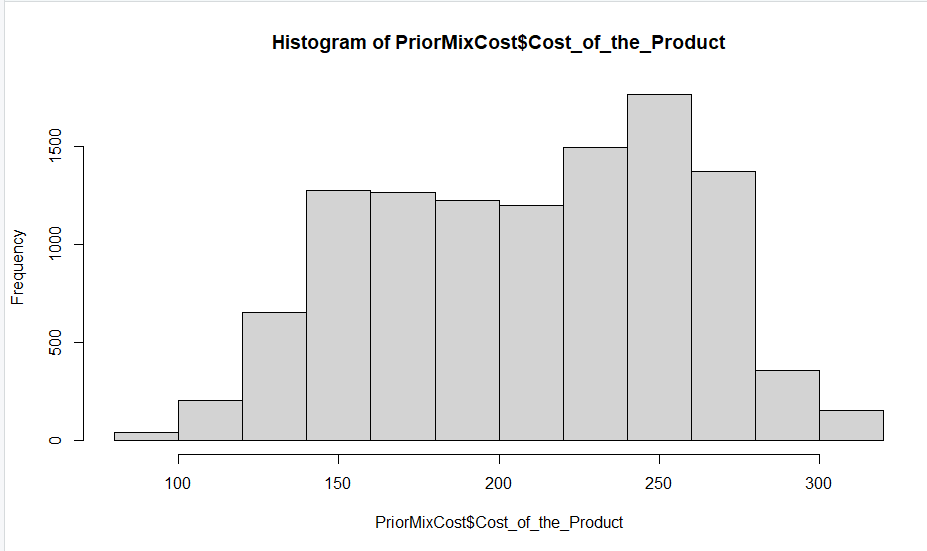 Histogram of PriorMixCost$Cost_of_the_Product
Frequency
1500
1000
500
0
100 150 200 250 300
PriorMixCost$Cost_of_the_Product